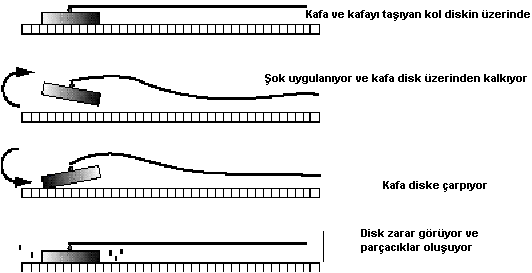 Kafa ve kafayı taşıyan kol diskin üzerinde
Şok uygulanıyor ve kafa disk üzerinden kalkıyor
Kafa diske çarpıyor
Disk zarar görüyor ve
parçacıklar oluşuyor